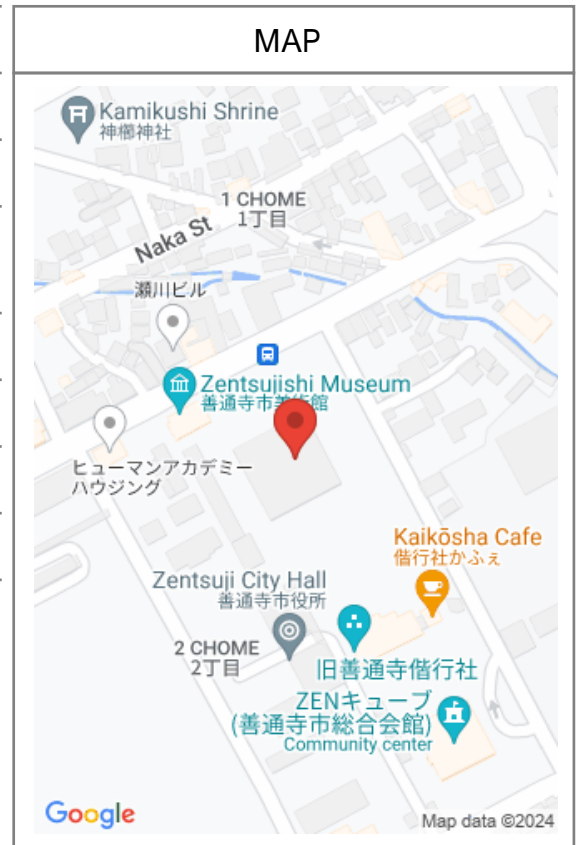 MAP
Kamikushi Shrine
神櫛神社
1 CHOME
1丁目
Naka St
瀬川ビル
Zentsujishi Museum
善通寺市美術館
ヒューマンアカデミー
ハウジング
Kaikōsha Cafe
偕行社かふぇ
Zentsuji City Hall
善通寺市役所
2 CHOME
2丁目
旧善通寺偕行社
ZENキューブ
(善通寺市総合会館)
Community center
Google
Map data ©2024